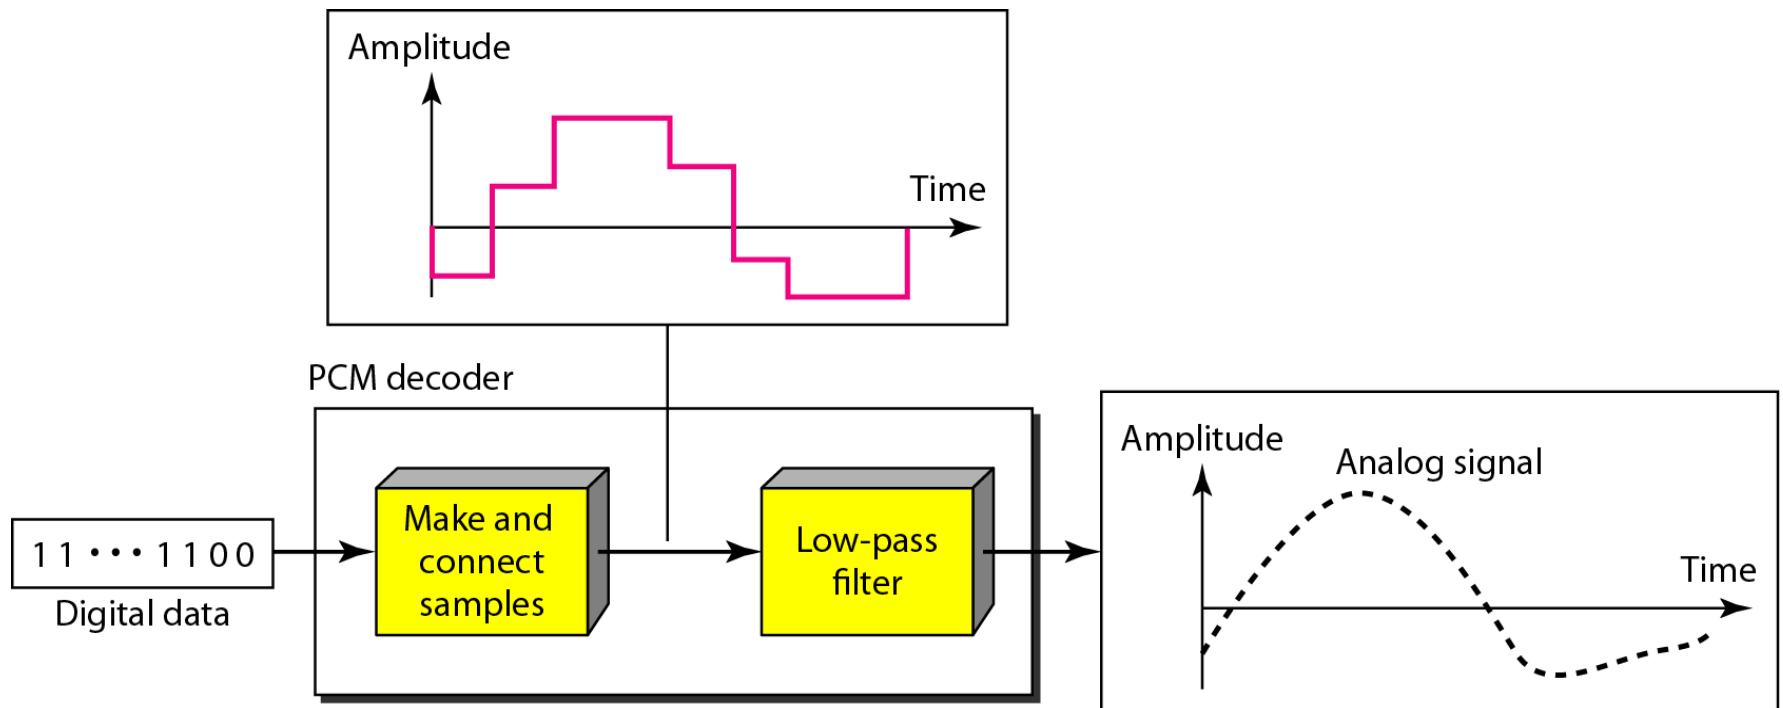 Amplitude
Time
PCM decoder
Make and
connect
samples
Low-pass
filter
1 1 • • • 1 1 0 0
Digital data
Amplitude
Analog signal
Time